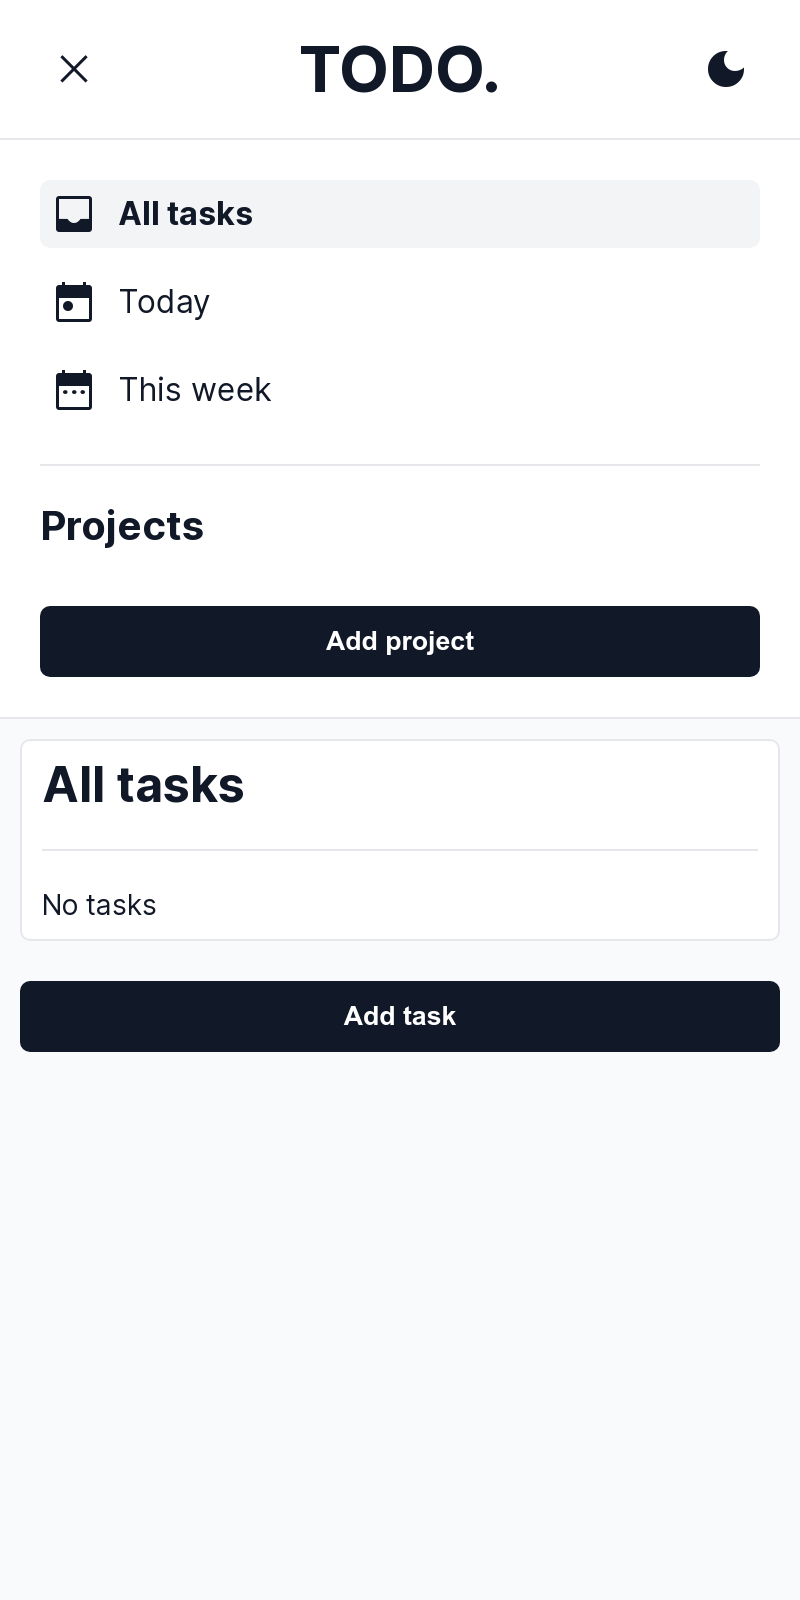 TODO.
All tasks
Today
This week
Projects
Add project
All tasks
No tasks
Add task